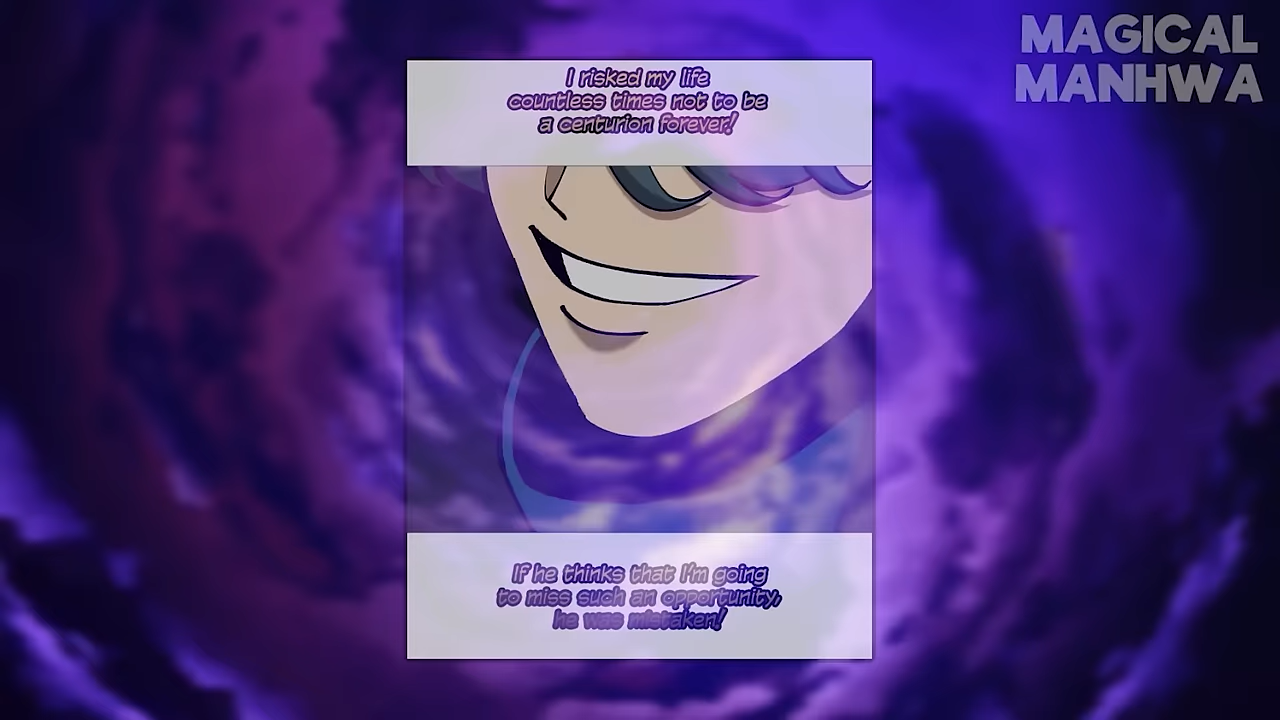 MAGICAL
MANHWA
I risked my life
countless times not to be
a centurion forever!
If he thinks that I'm going
to miss such an opportunity,
he was mistaken!